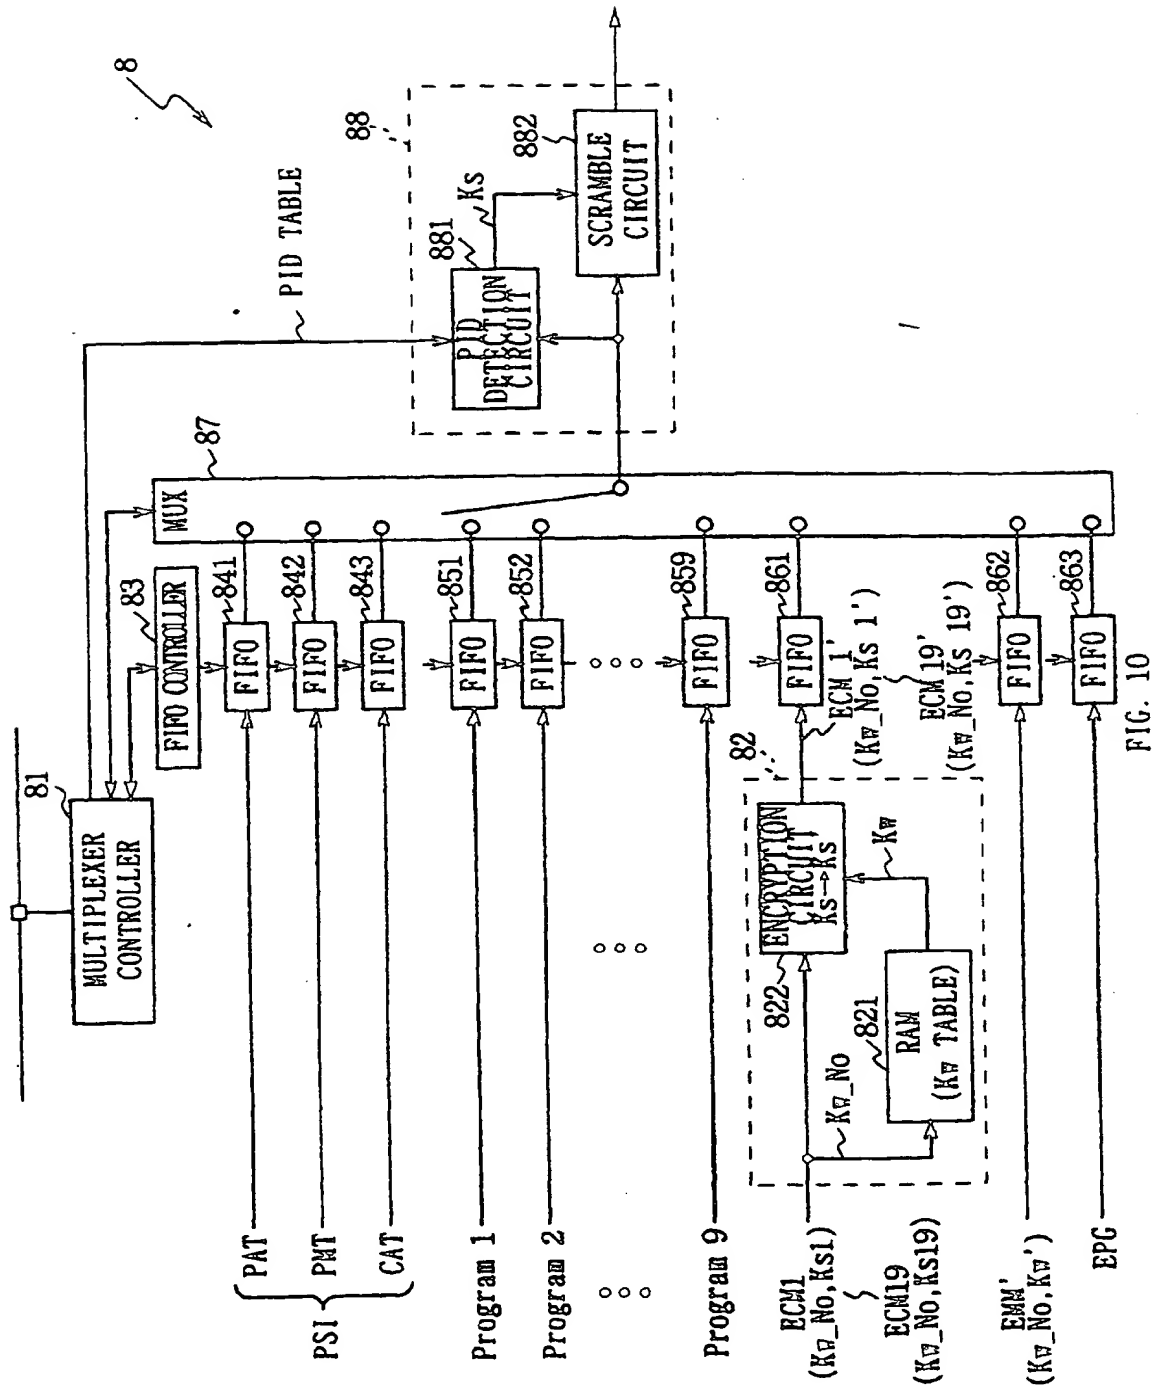 8
81
MULTIPLEXER
CONTROLLER
PID TABLE
88
881
PID
DETECTION
CIRCUIT
Ks
882
SCRAMBLE
CIRCUIT
83
FIFO CONTROLLER
87
MUX
PSI
PAT
FIFO
841
PMT
FIFO
842
CAT
FIFO
843
Program 1
FIFO
851
Program 2
FIFO
852
Program 9
FIFO
859
ECM1
(Kw_No,Ks1)
ECM19
(Kw_No,Ks19)
82
Kw_No
822
ENCRYPTION
CIRCUIT
Ks→Ks'
Kw
821
RAM
(Kw TABLE)
FIFO
861
ECM 1'
(Kw_No,Ks 1')
ECM 19'
(Kw_No,Ks 19')
EMM'
(Kw_No,Kw')
FIFO
862
EPG
FIFO
863
FIG. 10